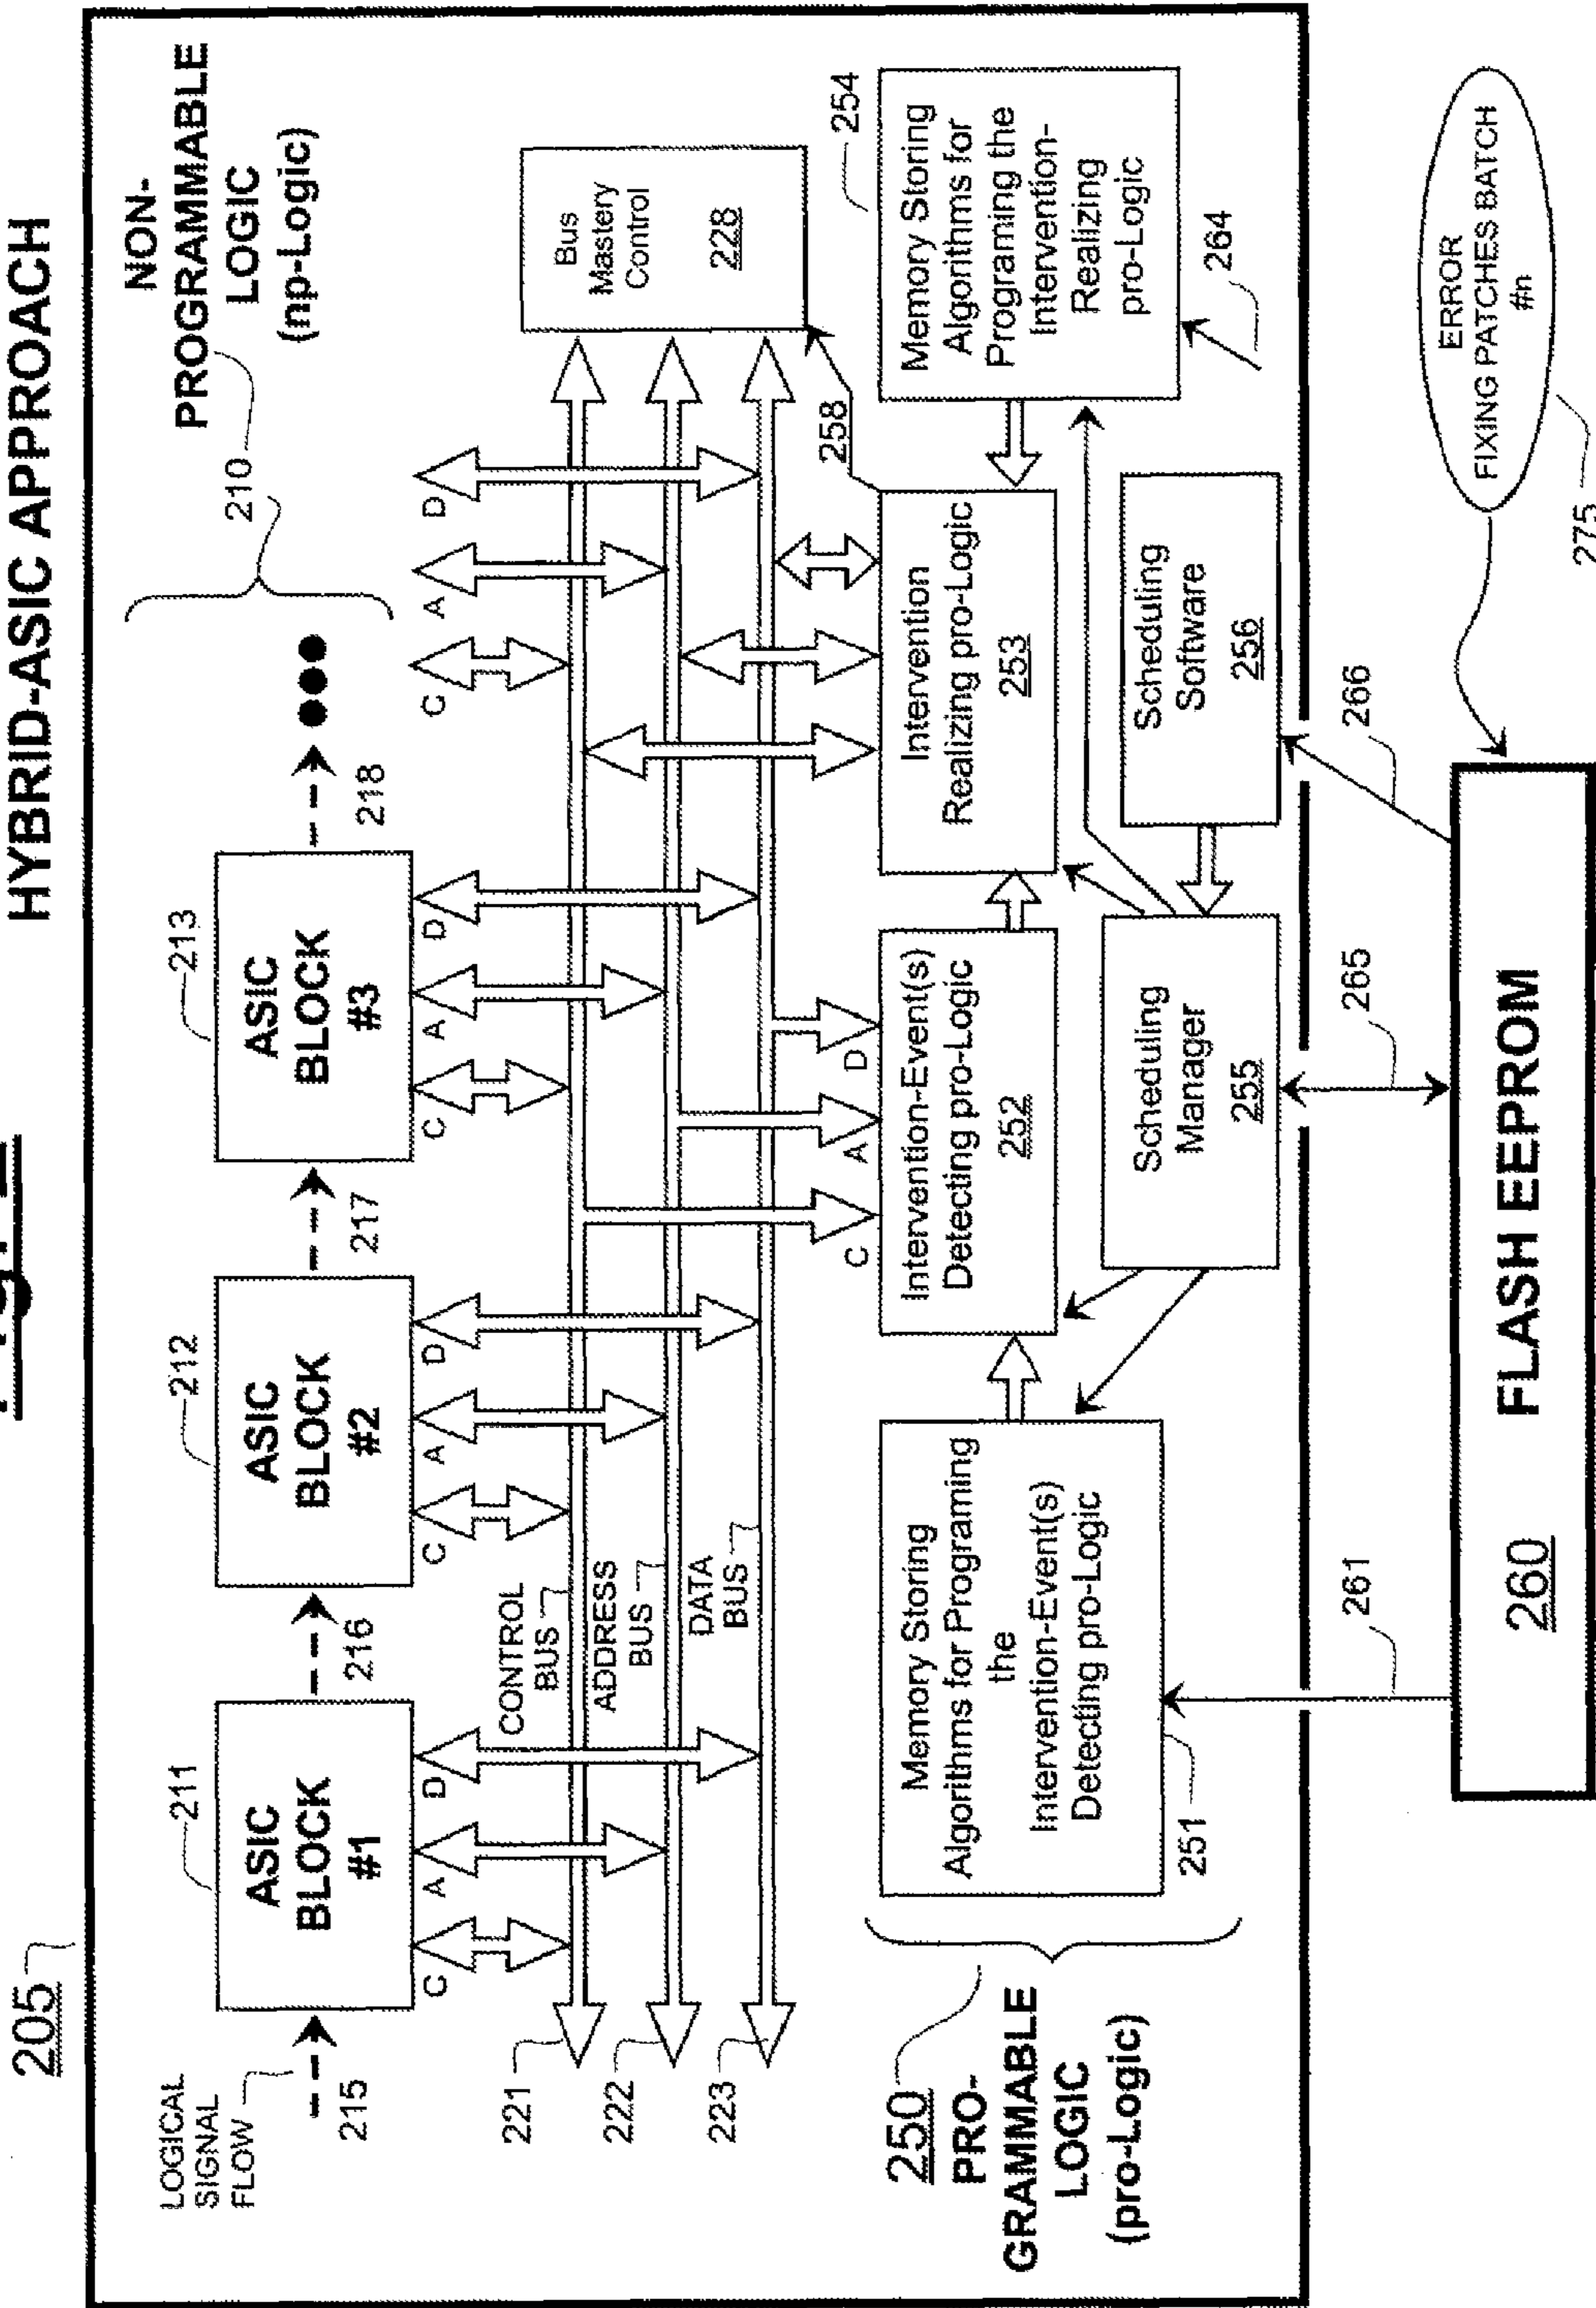 HYBRID-ASIC APPROACH
205
NON-
PROGRAMMABLE
LOGIC
(np-Logic)
210
LOGICAL
SIGNAL
FLOW
215
211
ASIC
BLOCK
#1
216
212
ASIC
BLOCK
#2
217
213
ASIC
BLOCK
#3
218
C
A
D
C
A
D
C
A
D
C
A
D
221
222
223
CONTROL
BUS
ADDRESS
BUS
DATA
BUS
Bus
Mastery
Control
228
258
C
A
D
250
PRO-
GRAMMABLE
LOGIC
(pro-Logic)
Memory Storing
Algorithms for Programing
the
Intervention-Event(s)
Detecting pro-Logic
251
Intervention-Event(s)
Detecting pro-Logic
252
Intervention
Realizing pro-Logic
253
Memory Storing
Algorithms for
Programing the
Intervention-
Realizing
pro-Logic
254
264
Scheduling
Manager
255
Scheduling
Software
256
261
265
266
260
FLASH EEPROM
ERROR
FIXING PATCHES BATCH
#n
275